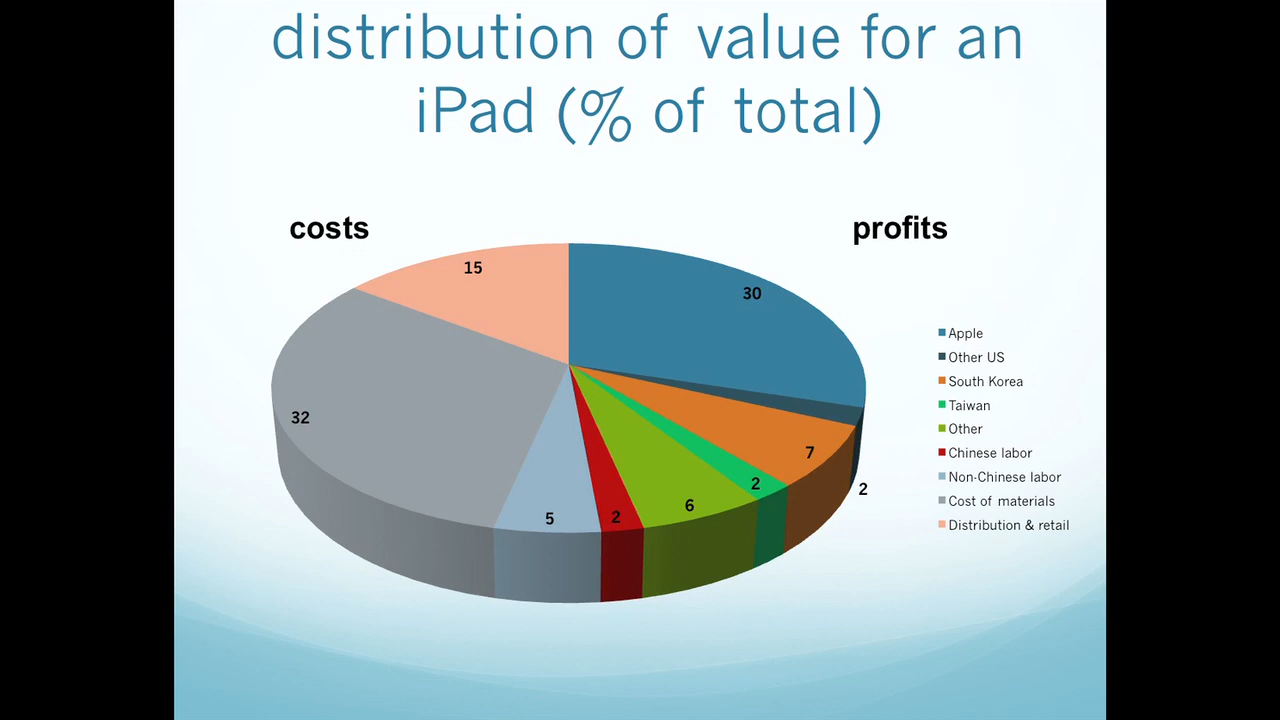 distribution of value for an
iPad (% of total)
costs
profits
15
30
32
7
2
5
2
6
2
Apple
Other US
South Korea
Taiwan
Other
Chinese labor
Non-Chinese labor
Cost of materials
Distribution & retail